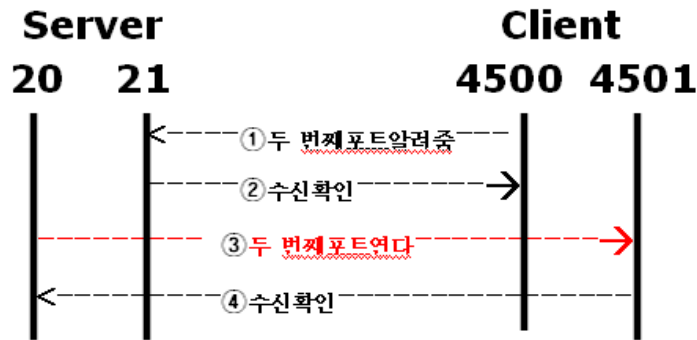 Server Client
20 21 4500 4501
①두 번째포트알려줌
②수신확인
③두 번째포트연다
④수신확인